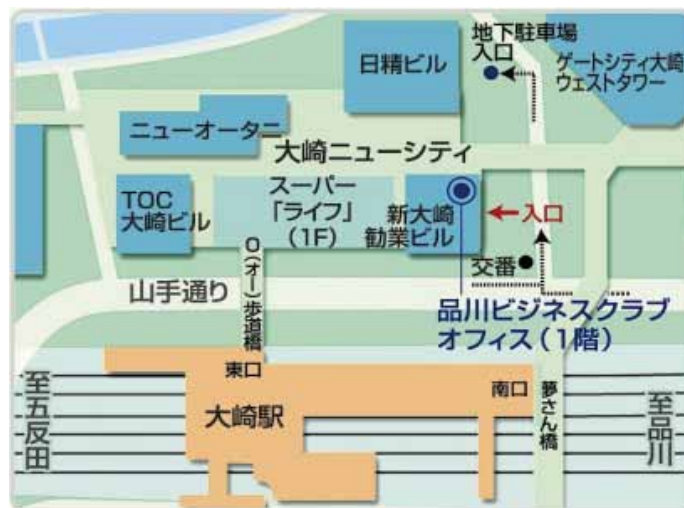 地下駐車場
入口
日精ビル
ゲートシティ大崎
ウェストタワー
ニューオータニ
大崎ニューシティ
TOC
大崎ビル
スーパー
「ライフ」
（1F）
新大崎
勧業ビル
入口
交番
O（オー）歩道橋
山手通り
品川ビジネスクラブ
オフィス（1階）
東口
南口
夢さん橋
大崎駅
至五反田
至品川